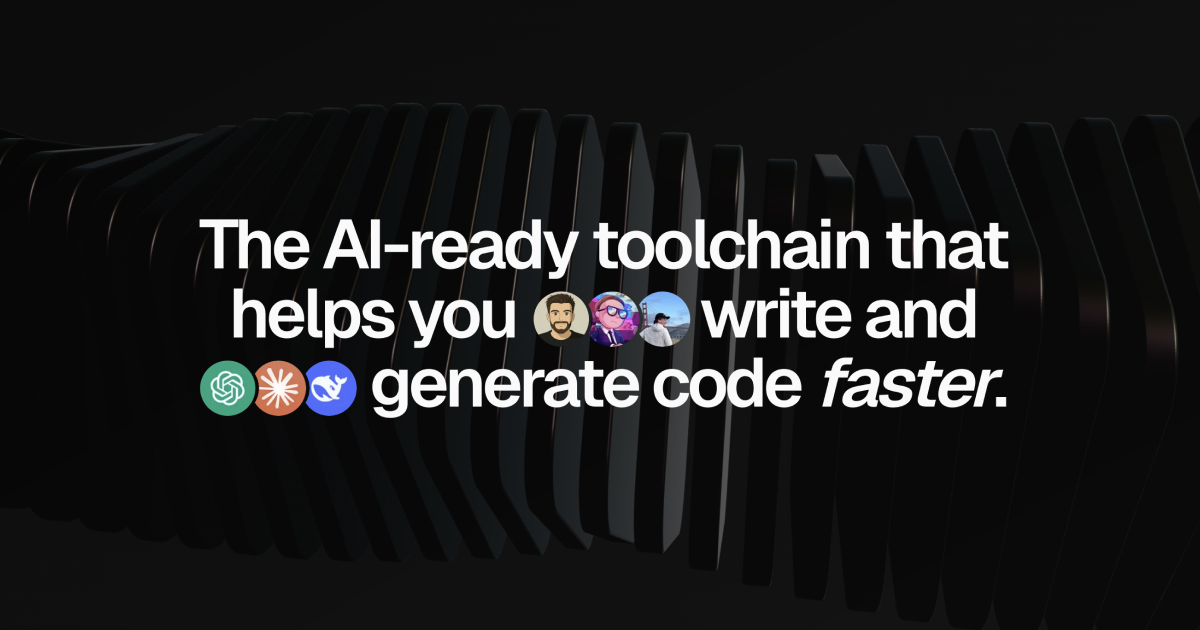 The AI-ready toolchain that
helps you write and
generate code faster.